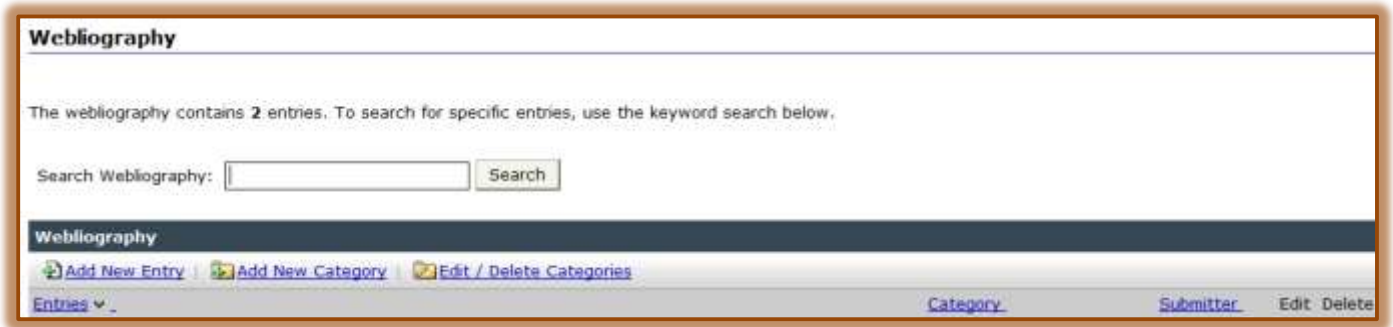 Webliography
The webliography contains 2 entries. To search for specific entries, use the keyword search below.
Search Webliography: Search
Webliography
Add New Entry | Add New Category | Edit / Delete Categories
Entries Category Submitter Edit Delete